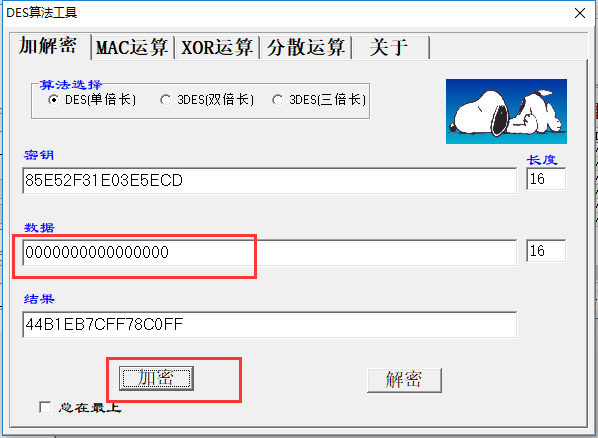 DES算法工具
加解密 MAC运算 XOR运算 分散运算 关于
算法选择
DES(单倍长) 3DES(双倍长) 3DES(三倍长)
密钥 长度
85E52F31E03E5ECD 16
数据
0000000000000000 16
结果
44B1EB7CFF78C0FF
加密 解密
总在最上